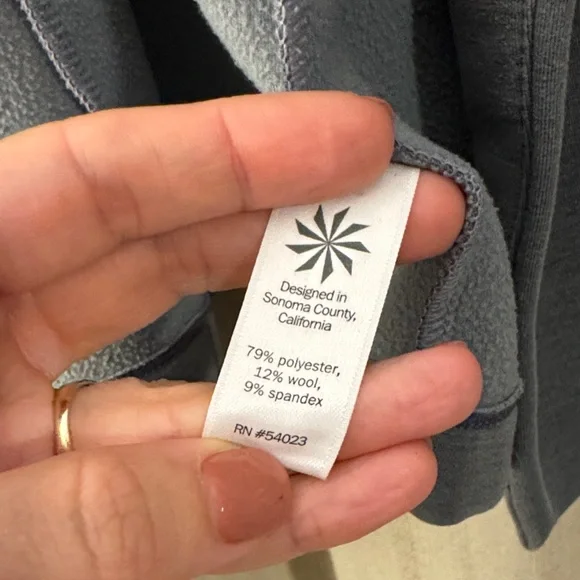 Designed in
Sonoma County,
California
79% polyester,
12% wool,
9% spandex
RN #54023